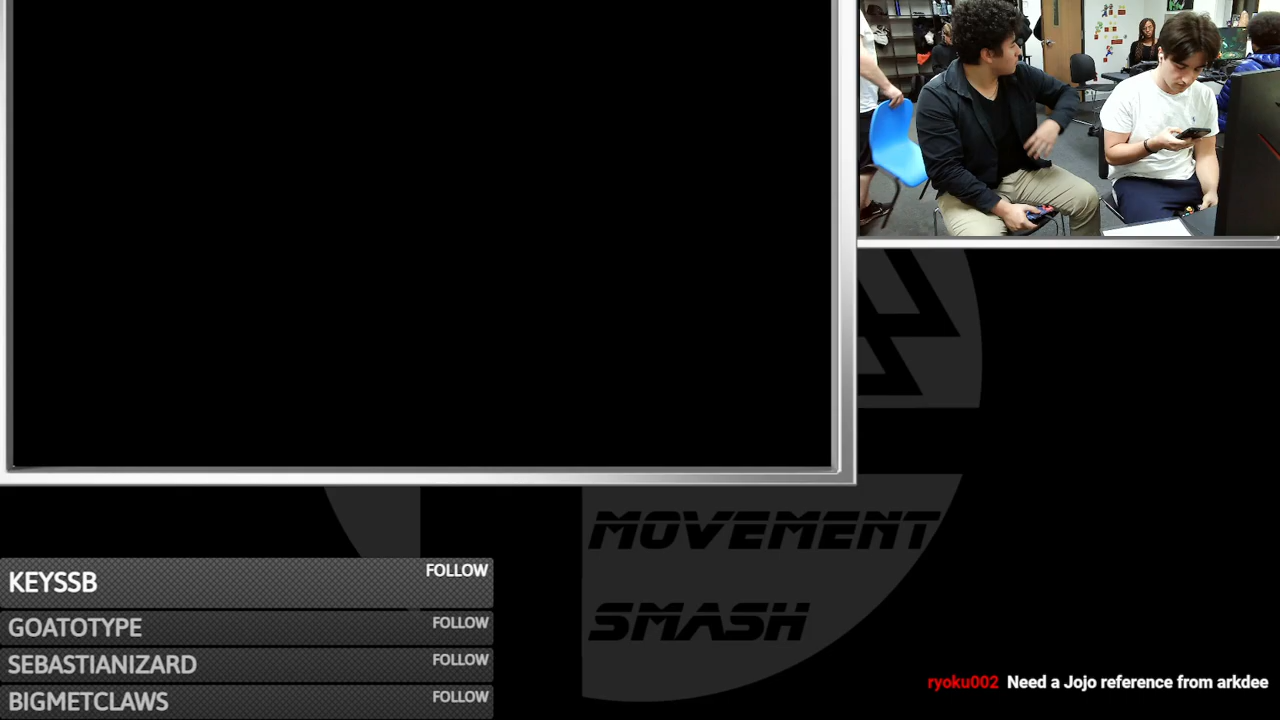 MOVEMENT
SMASH
KEYSSB FOLLOW
GOATOTYPE FOLLOW
SEBASTIANIZARD FOLLOW
BIGMETCLAWS FOLLOW
ryoku002 Need a Jojo reference from arkdee